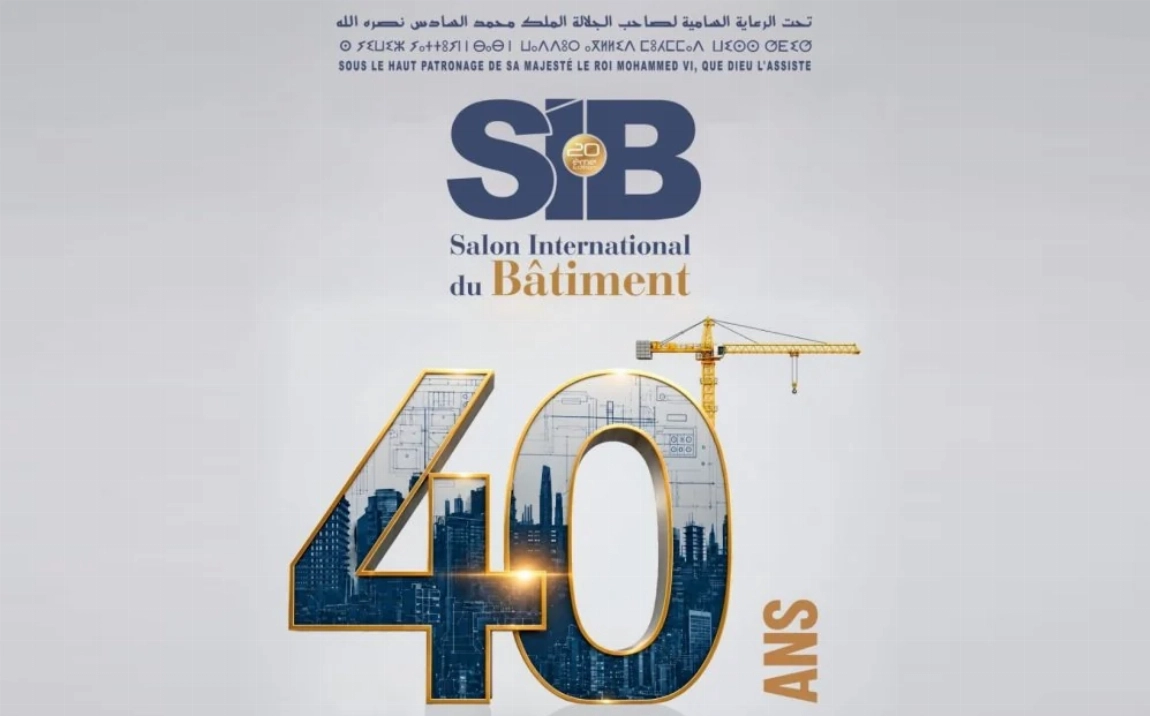 تحت الرعاية السامية لصاحب الجلالة الملك محمد السادس نصره الله
SOUS LE HAUT PATRONAGE DE SA MAJESTÉ LE ROI MOHAMMED VI, QUE DIEU L'ASSISTE
SIB
20
ème
Salon International
du Bâtiment
40
ANS